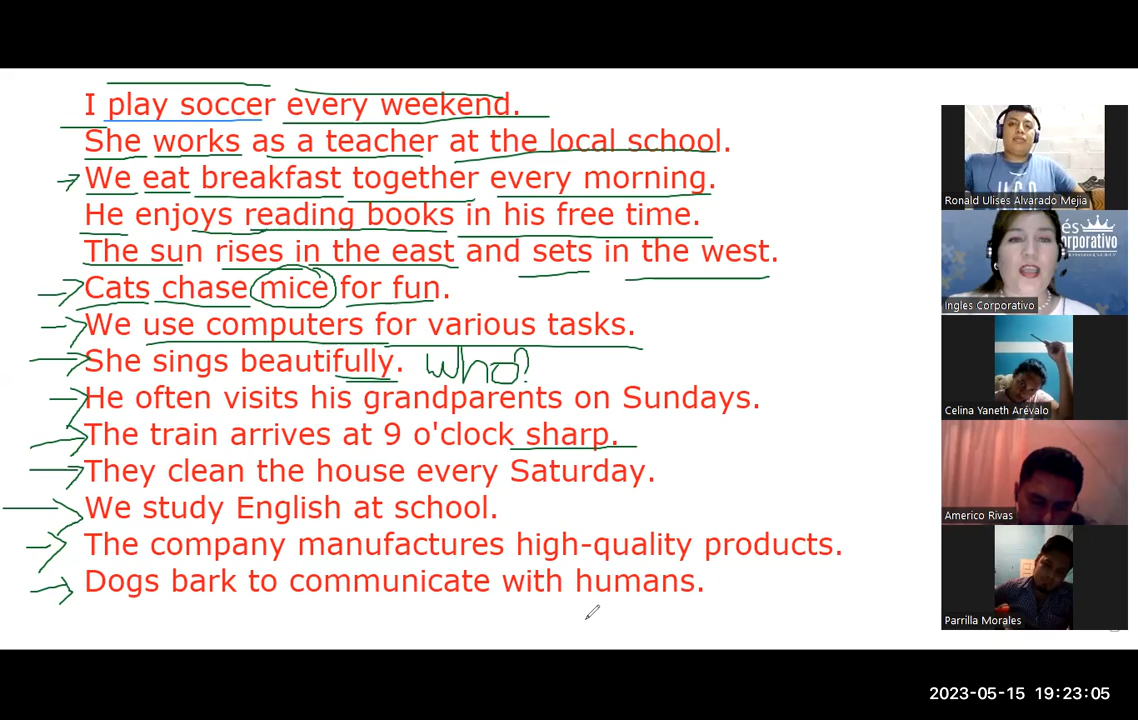 I play soccer every weekend.
She works as a teacher at the local school.
We eat breakfast together every morning.
He enjoys reading books in his free time.
The sun rises in the east and sets in the west.
Cats chase mice for fun.
We use computers for various tasks.
She sings beautifully. Who?
He often visits his grandparents on Sundays.
The train arrives at 9 o'clock sharp.
They clean the house every Saturday.
We study English at school.
The company manufactures high-quality products.
Dogs bark to communicate with humans.
Ronald Ulises Alvarado Mejia
Ingles Corporativo
Celina Yaneth Arévalo
Americo Rivas
Parrilla Morales
2023-05-15 19:23:05